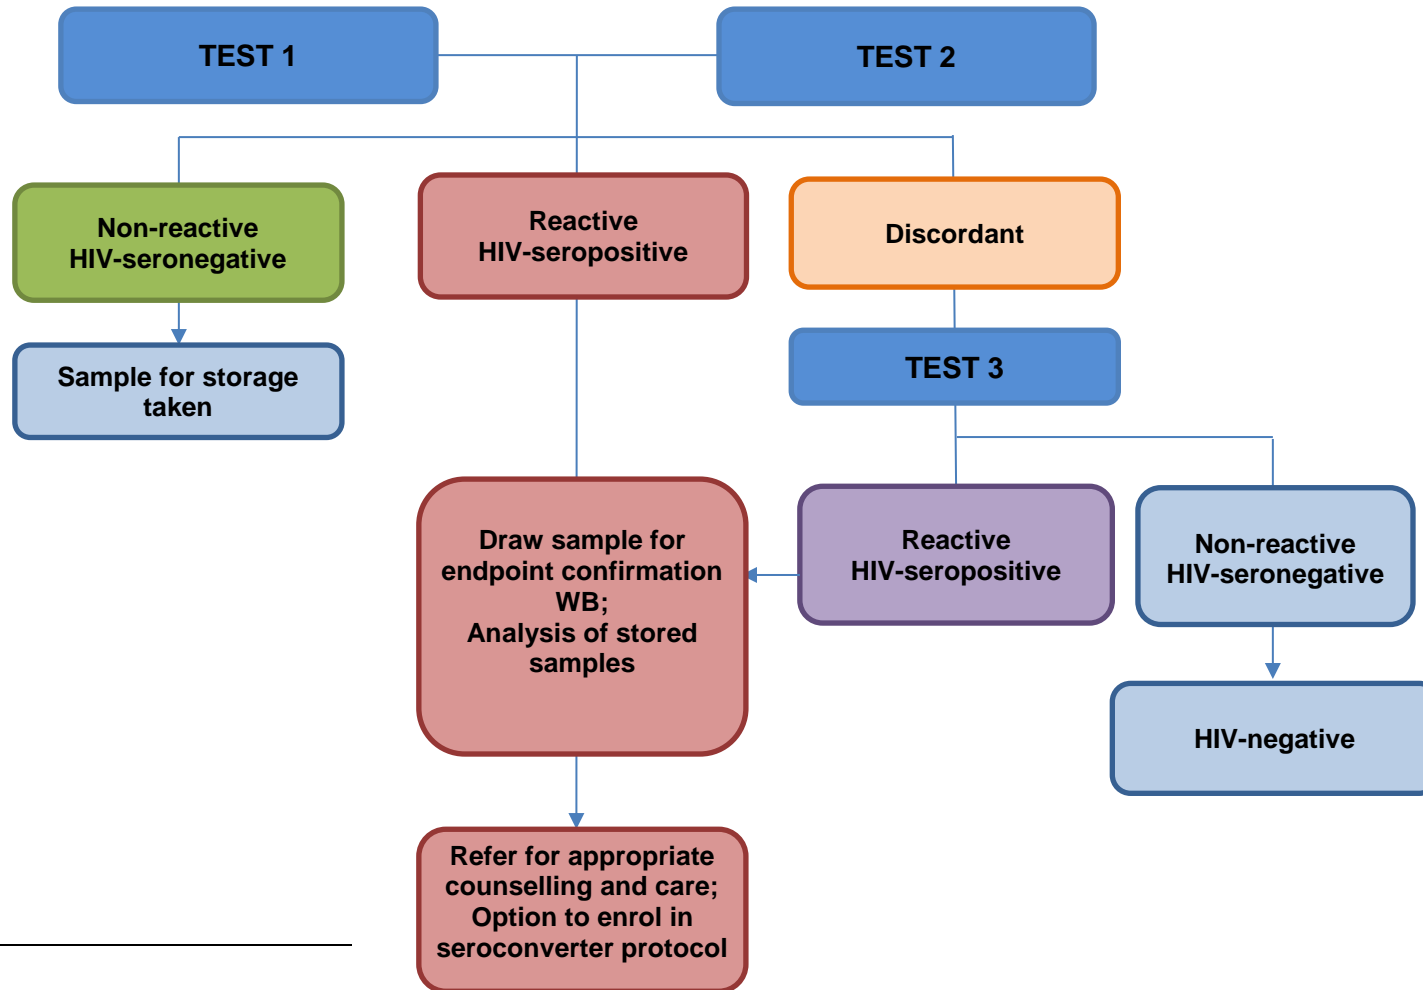 TEST 1
TEST 2
Non-reactive
HIV-seronegative
Reactive
HIV-seropositive
Discordant
Sample for storage
taken
TEST 3
Draw sample for
endpoint confirmation
WB;
Analysis of stored
samples
Reactive
HIV-seropositive
Non-reactive
HIV-seronegative
HIV-negative
Refer for appropriate
counselling and care;
Option to enrol in
seroconverter protocol